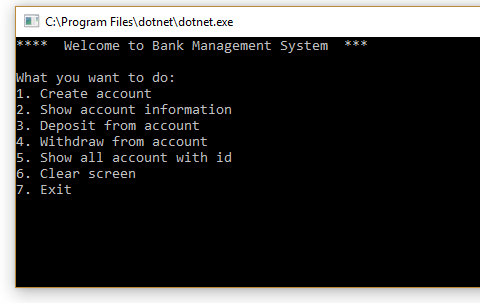 C:\Program Files\dotnet\dotnet.exe
****  Welcome to Bank Management System  ***
What you want to do:
1. Create account
2. Show account information
3. Deposit from account
4. Withdraw from account
5. Show all account with id
6. Clear screen
7. Exit